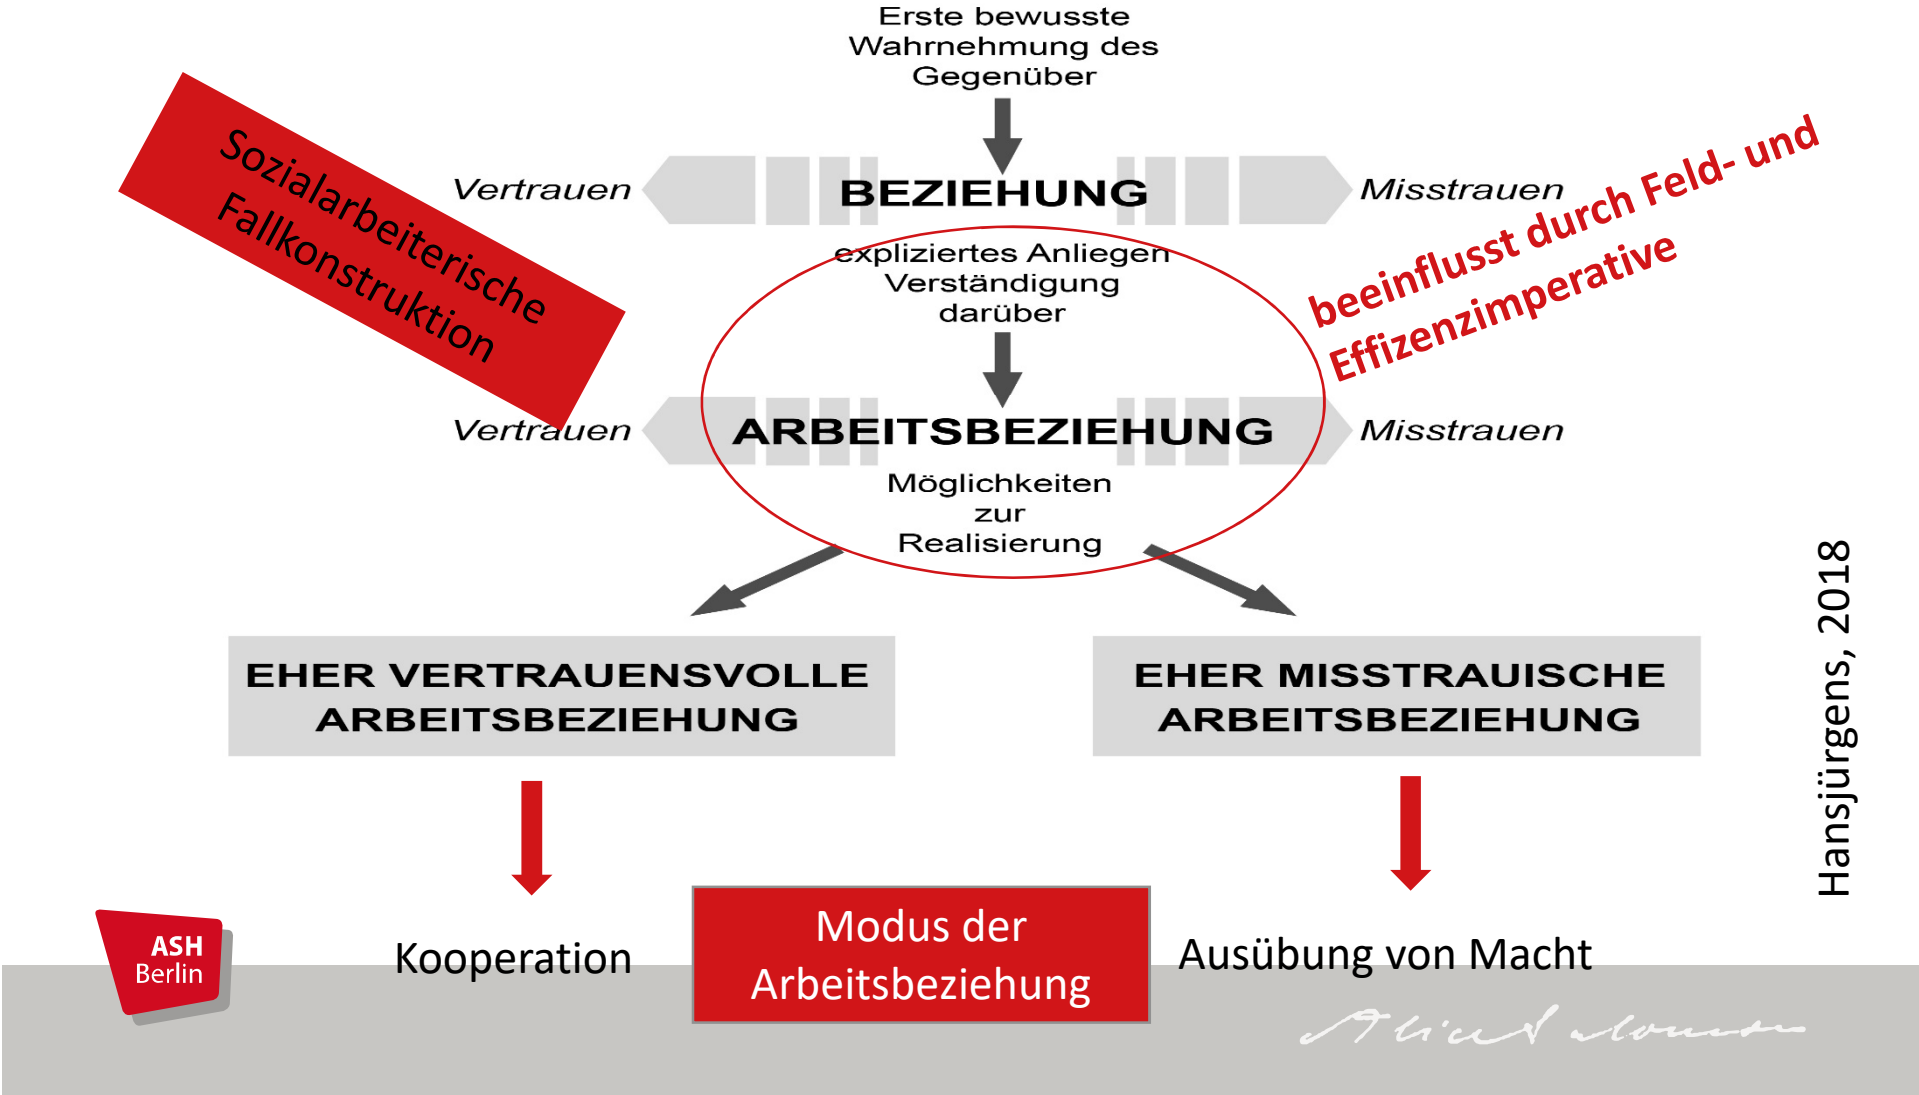 Erste bewusste
Wahrnehmung des
Gegenüber
Sozialarbeiterische
Fallkonstruktion
Vertrauen
BEZIEHUNG
Misstrauen
beeinflusst durch Feld- und
Effizenzimperative
expliziertes Anliegen
Verständigung
darüber
Vertrauen
ARBEITSBEZIEHUNG
Misstrauen
Möglichkeiten
zur
Realisierung
EHER VERTRAUENSVOLLE
ARBEITSBEZIEHUNG
EHER MISSTRAUISCHE
ARBEITSBEZIEHUNG
Hansjürgens, 2018
Kooperation
Modus der
Arbeitsbeziehung
Ausübung von Macht
ASH
Berlin
Alice Salomon